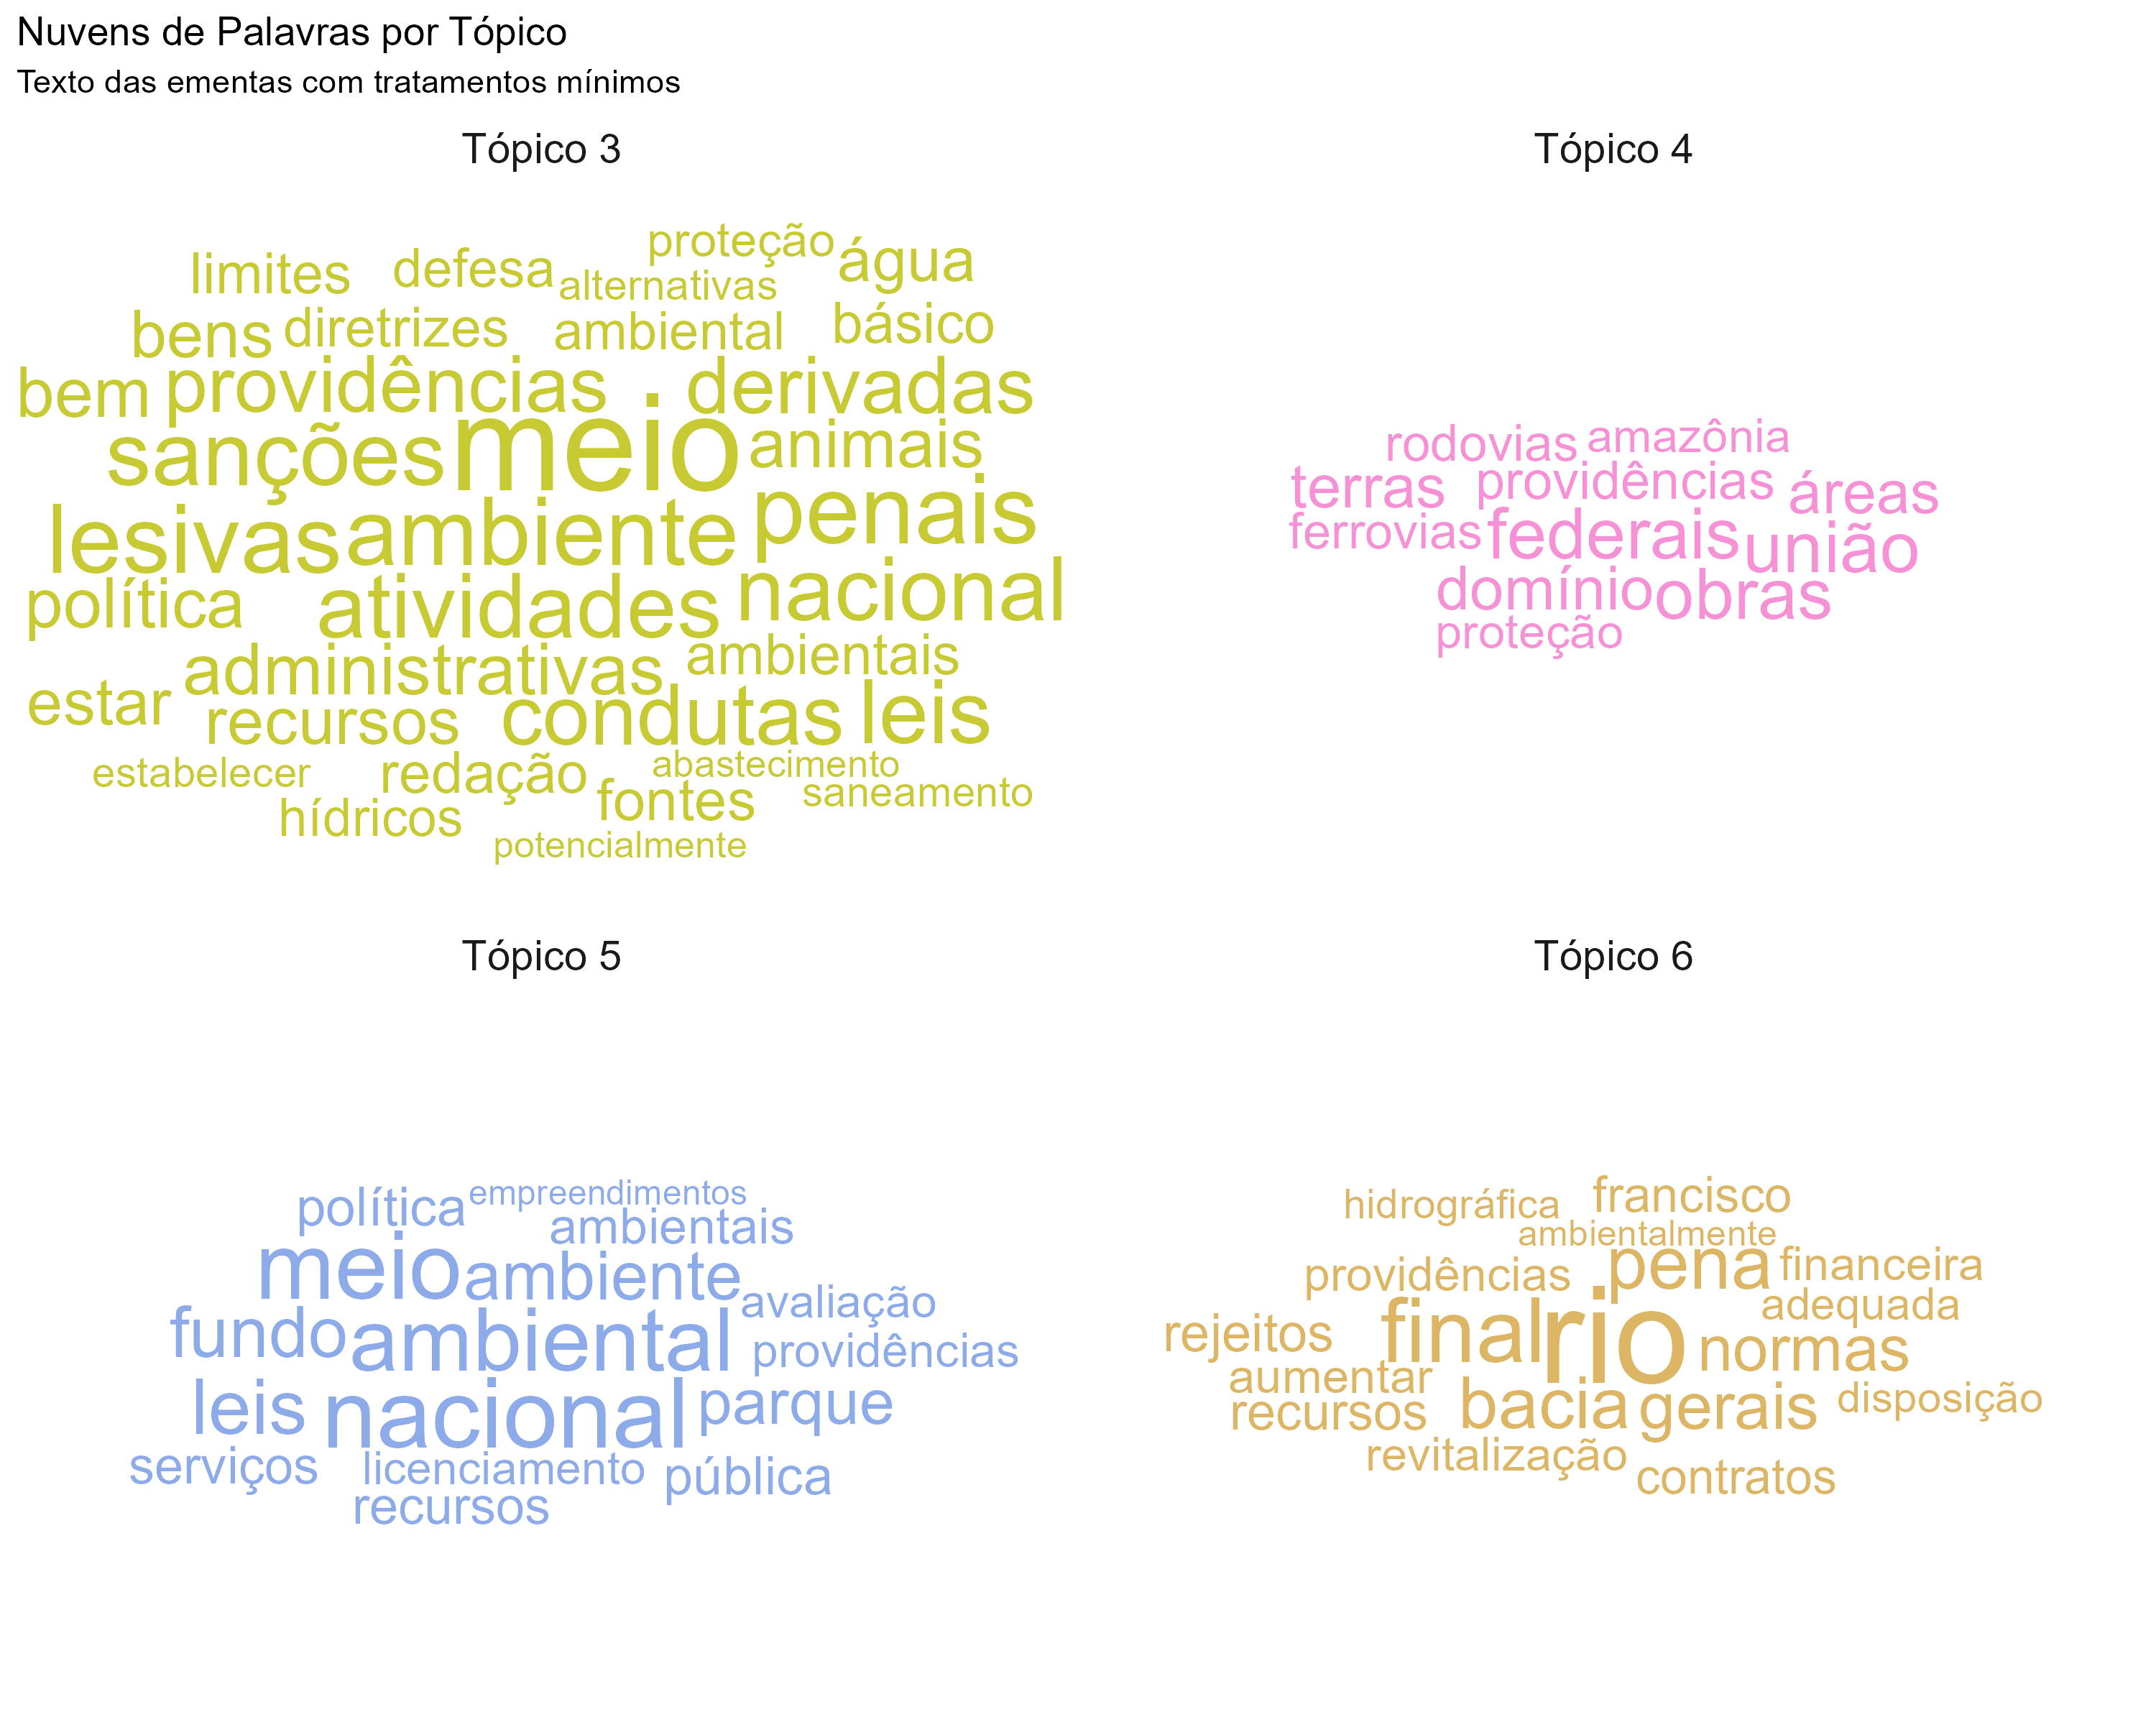 Nuvens de Palavras por Tópico
Texto das ementas com tratamentos mínimos
Tópico 3
proteção
limites defesa água
alternativas
bens diretrizes ambiental básico
bem providências derivadas
sanções meio animais
lesivas ambiente penais
política atividades nacional
administrativas ambientais
estar recursos condutas leis
estabelecer redação abastecimento
fontes saneamento
hídricos
potencialmente
Tópico 4
rodovias amazônia
terras providências áreas
ferrovias federais união
domínio obras
proteção
Tópico 5
política empreendimentos
ambientais
meio ambiente
avaliação
fundo ambiental providências
leis nacional parque
serviços licenciamento pública
recursos
Tópico 6
hidrográfica francisco
ambientalmente
providências pena financeira
adequada
rejeitos final rio normas
aumentar
recursos bacia gerais disposição
revitalização contratos